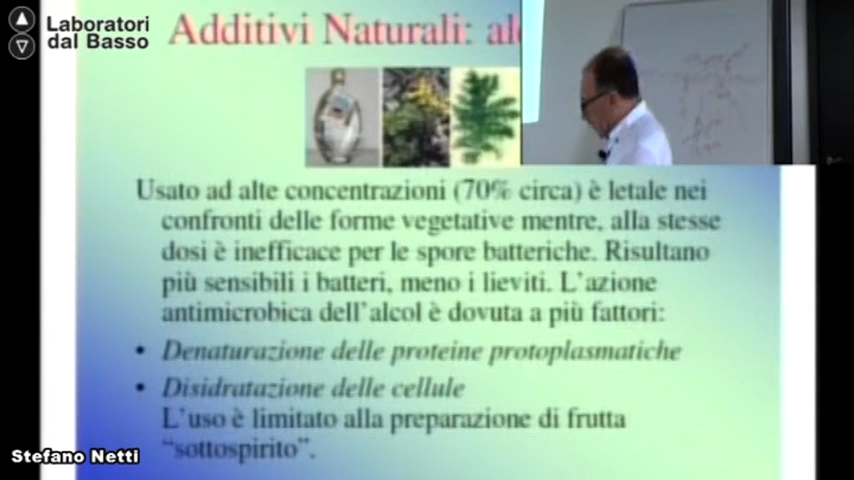 Laboratori
dal Basso
Additivi Naturali:
Usato ad alte concentrazioni (70% circa) è letale nei
confronti delle forme vegetative mentre, alla stesse
dosi è inefficace per le spore batteriche. Risultano
più sensibili i batteri, meno i lieviti. L'azione
antimicrobica dell'alcol è dovuta a più fattori:
• Denaturazione delle proteine protoplasmatiche
• Disidratazione delle cellule
L'uso è limitato alla preparazione di frutta
“sottospirito”.
Stefano Netti